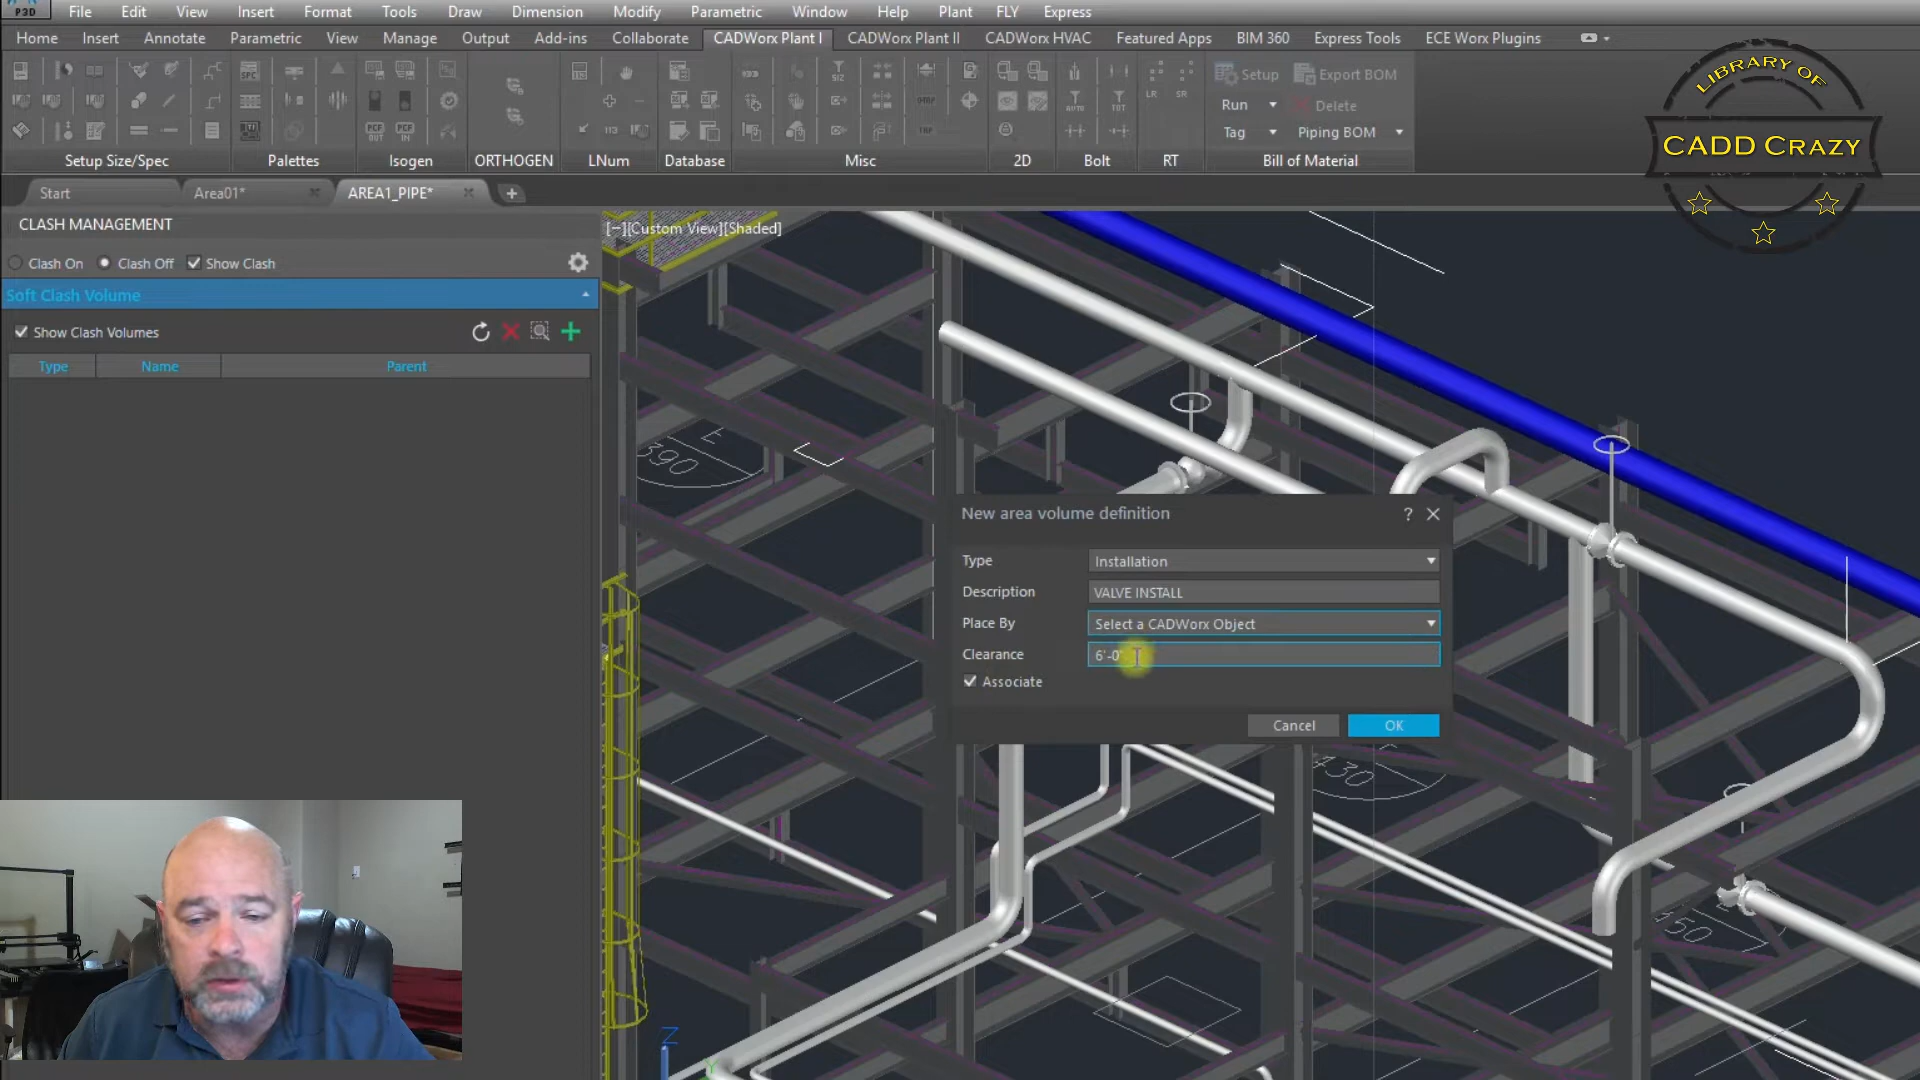 P3D
File Edit View Insert Format Tools Draw Dimension Modify Parametric Window Help Plant FLY Express
Home Insert Annotate Parametric View Manage Output Add-ins Collaborate CADWorx Plant I CADWorx Plant II CADWorx HVAC Featured Apps BIM 360 Express Tools ECE Worx Plugins
Setup Export BOM
Run Delete
Tag Piping BOM
Setup Size/Spec Palettes Isogen ORTHOGEN LNum Database Misc 2D Bolt RT Bill of Material
LIBRARY OF
CADD CRAZY
Start Area01* AREA1_PIPE*
CLASH MANAGEMENT
[−][Custom View][Shaded]
Clash On Clash Off Show Clash
Soft Clash Volume
Show Clash Volumes
Type Name Parent
E
390
New area volume definition
Type Installation
Description VALVE INSTALL
Place By Select a CADWorx Object
Clearance 6'-0"
Associate
Cancel OK
430
E
450
Z
Y